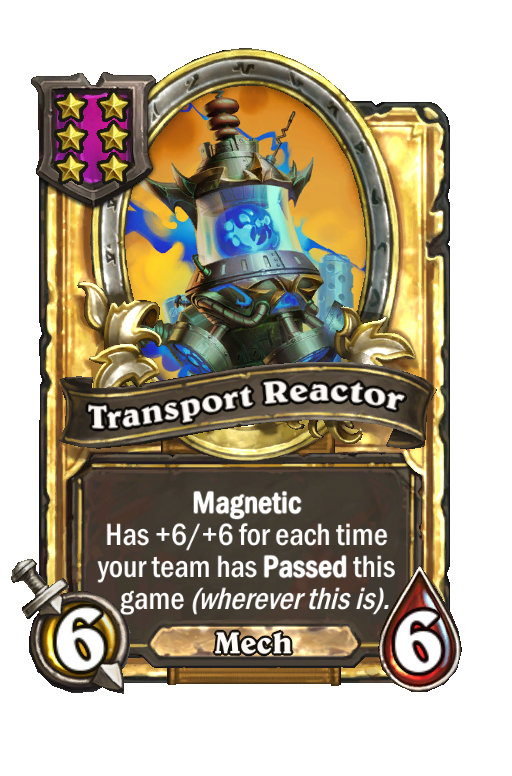 Transport Reactor
Magnetic
Has +6/+6 for each time
your team has Passed this
game (wherever this is).
6
Mech
6